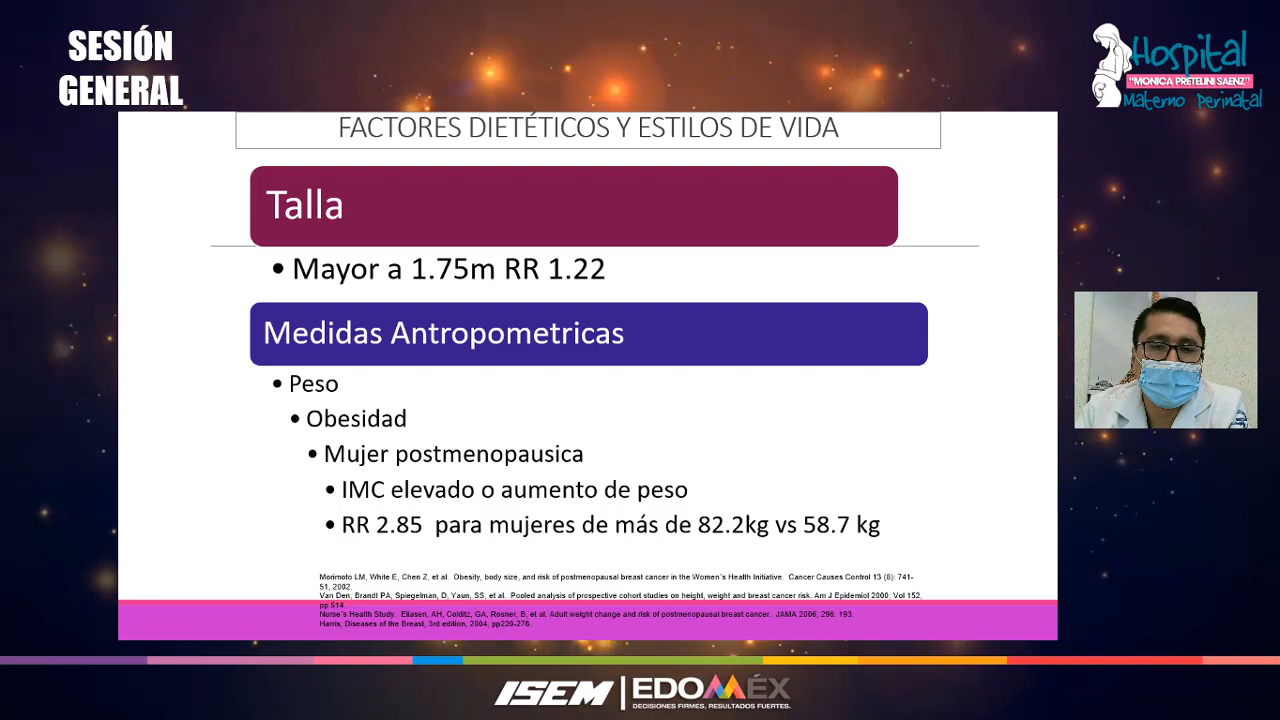 SESIÓN
GENERAL
Hospital
"MONICA PRETELINI SAENZ"
Materno perinatal
FACTORES DIETÉTICOS Y ESTILOS DE VIDA
Talla
• Mayor a 1.75m RR 1.22
Medidas Antropometricas
• Peso
• Obesidad
• Mujer postmenopausica
• IMC elevado o aumento de peso
• RR 2.85 para mujeres de más de 82.2kg vs 58.7 kg
Morimoto LM, White E, Chen Z, et al. Obesity, body size, and risk of postmenopausal breast cancer in the Women's Health Initiative. Cancer Causes Control 13 (8): 741-
51, 2002.
Van Den, Brandt PA, Spiegelman, D, Yaun, SS, et al. Pooled analysis of prospective cohort studies on height, weight and breast cancer risk. Am J Epidemiol 2000, Vol 152,
pp 514.
Nurse's Health Study. Eliasen, AH, Colditz, GA, Rosner, B, et al. Adult weight change and risk of postmenopausal breast cancer. JAMA 2006; 296: 193.
Harris, Diseases of the Breast, 3rd edition, 2004, pp220-276.
ISEM
EDOMÉX
DECISIONES FIRMES, RESULTADOS FUERTES.